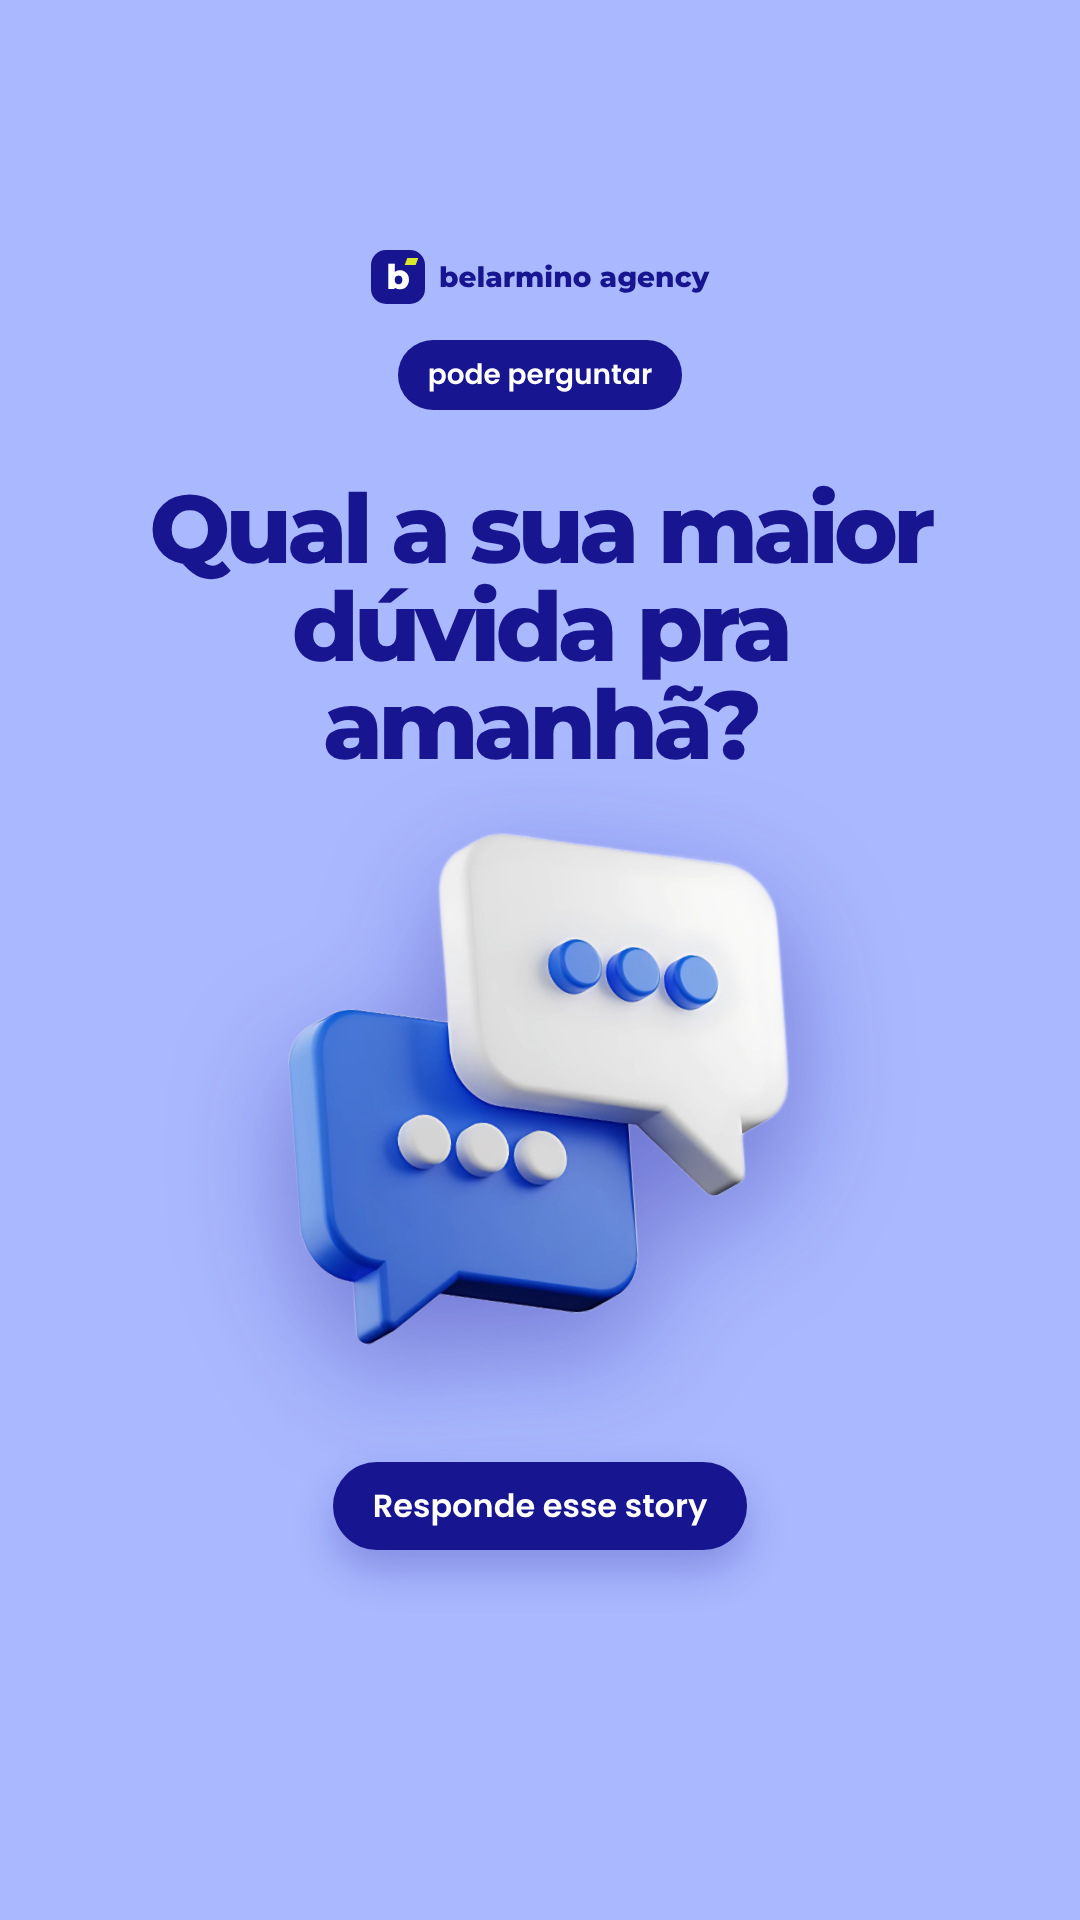 b belarmino agency
pode perguntar
Qual a sua maior
dúvida pra
amanhã?
Responde esse story